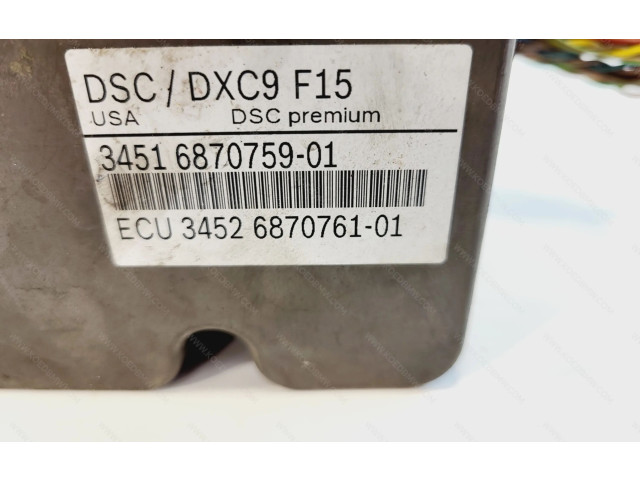 DSC / DXC9 F15
USA DSC premium
3451 6870759-01
ECU 3452 6870761-01